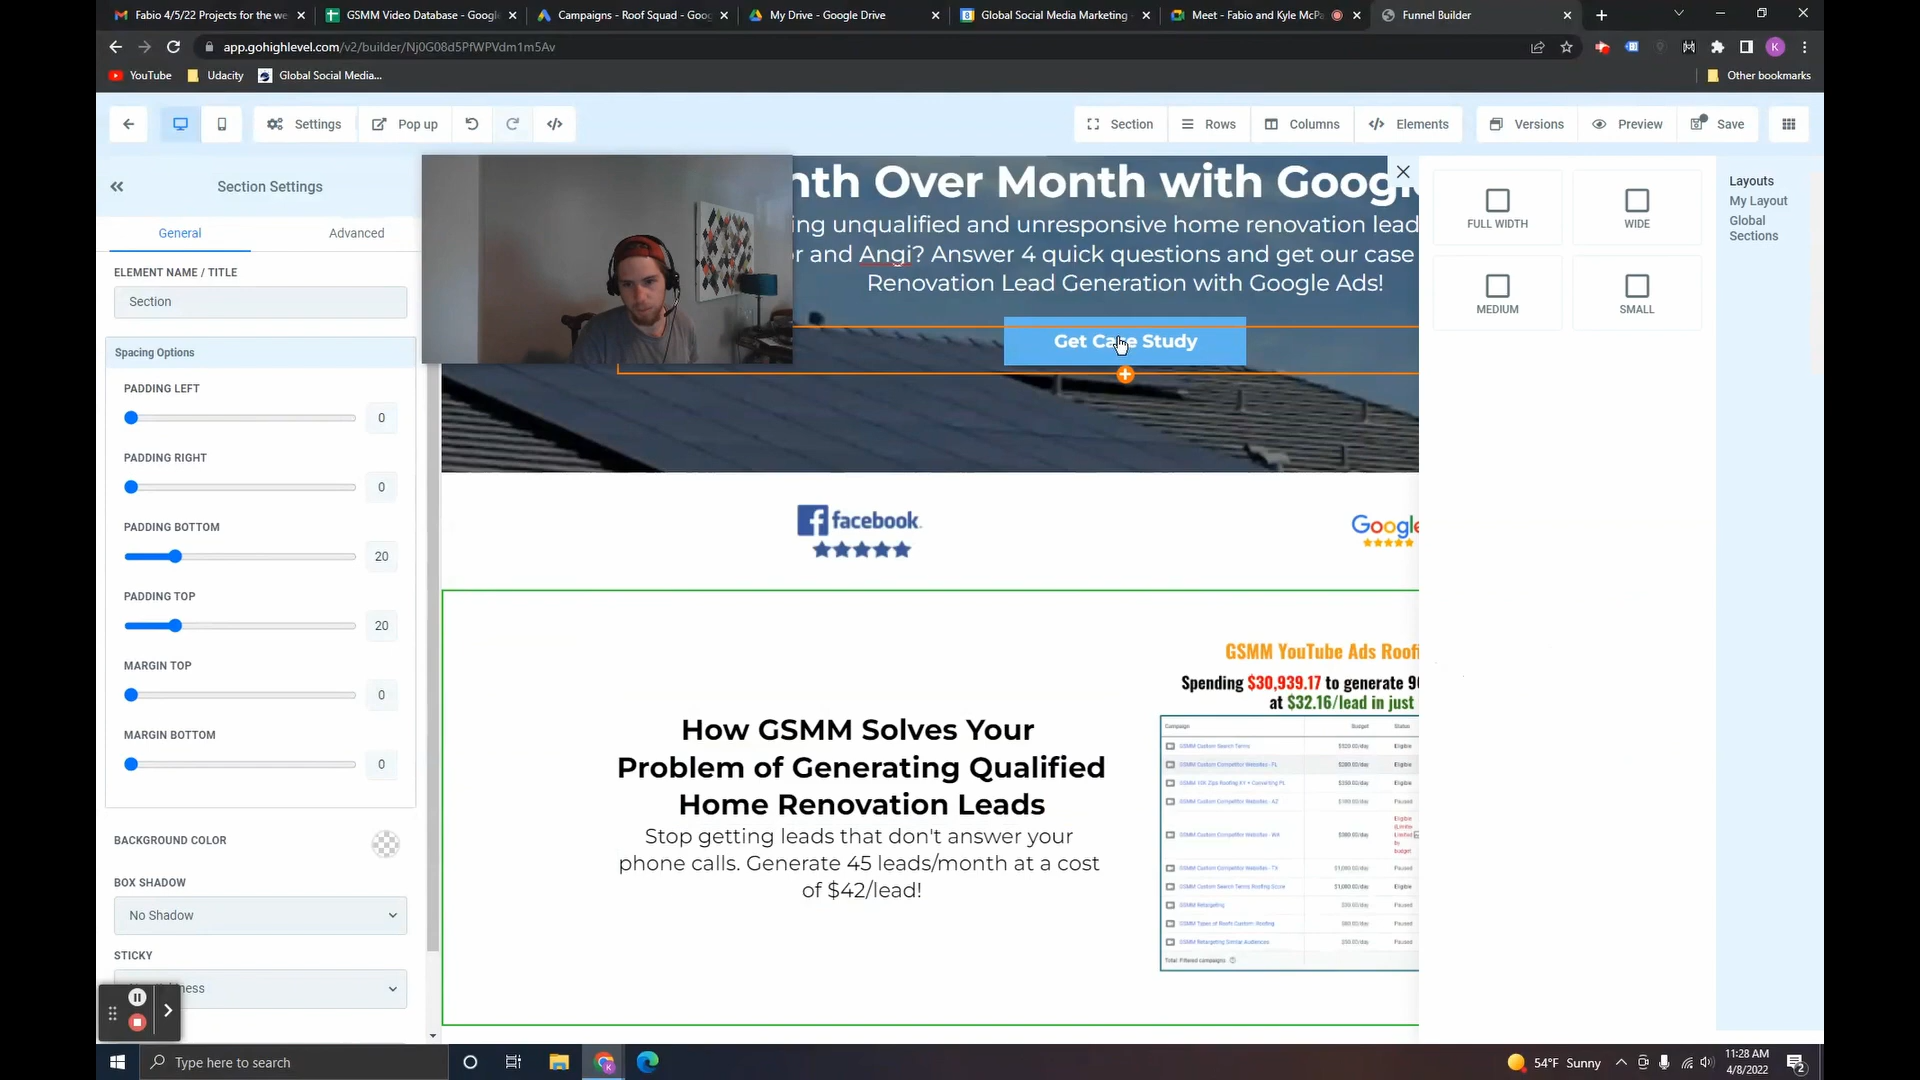 Fabio 4/5/22 Projects for the we
GSMM Video Database - Googl
Campaigns - Roof Squad - Goog
My Drive - Google Drive
Global Social Media Marketing -
Meet - Fabio and Kyle McPa
Funnel Builder
app.gohighlevel.com/v2/builder/Nj0G08d5PfWPVdm1m5Av
K
YouTube
Udacity
Global Social Media...
Other bookmarks
Settings
Pop up
Section
Rows
Columns
Elements
Versions
Preview
Save
Section Settings
General
Advanced
ELEMENT NAME / TITLE
Section
Spacing Options
PADDING LEFT
0
PADDING RIGHT
0
PADDING BOTTOM
20
PADDING TOP
20
MARGIN TOP
0
MARGIN BOTTOM
0
BACKGROUND COLOR
BOX SHADOW
No Shadow
STICKY
nth Over Month with Googl
ing unqualified and unresponsive home renovation lead
r and Angi? Answer 4 quick questions and get our case
Renovation Lead Generation with Google Ads!
Get Case Study
facebook.
Google
How GSMM Solves Your
Problem of Generating Qualified
Home Renovation Leads
Stop getting leads that don't answer your
phone calls. Generate 45 leads/month at a cost
of $42/lead!
GSMM YouTube Ads Roofi
Spending $30,939.17 to generate 96
at $32.16/lead in just
Campaign Budget Status
FULL WIDTH
WIDE
MEDIUM
SMALL
Layouts
My Layout
Global
Sections
Type here to search
54°F Sunny
11:28 AM
4/8/2022
2